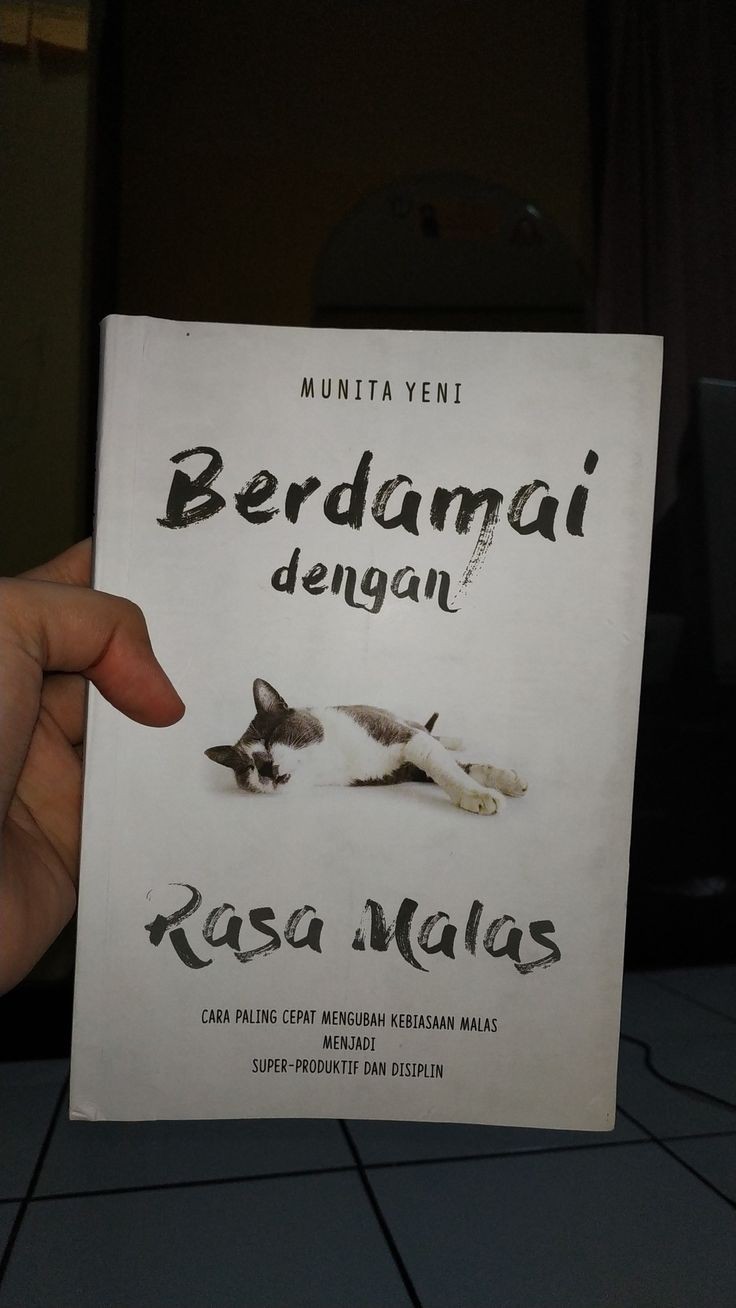 MUNITA YENI
Berdamai
dengan
Rasa Malas
CARA PALING CEPAT MENGUBAH KEBIASAAN MALAS
MENJADI
SUPER-PRODUKTIF DAN DISIPLIN